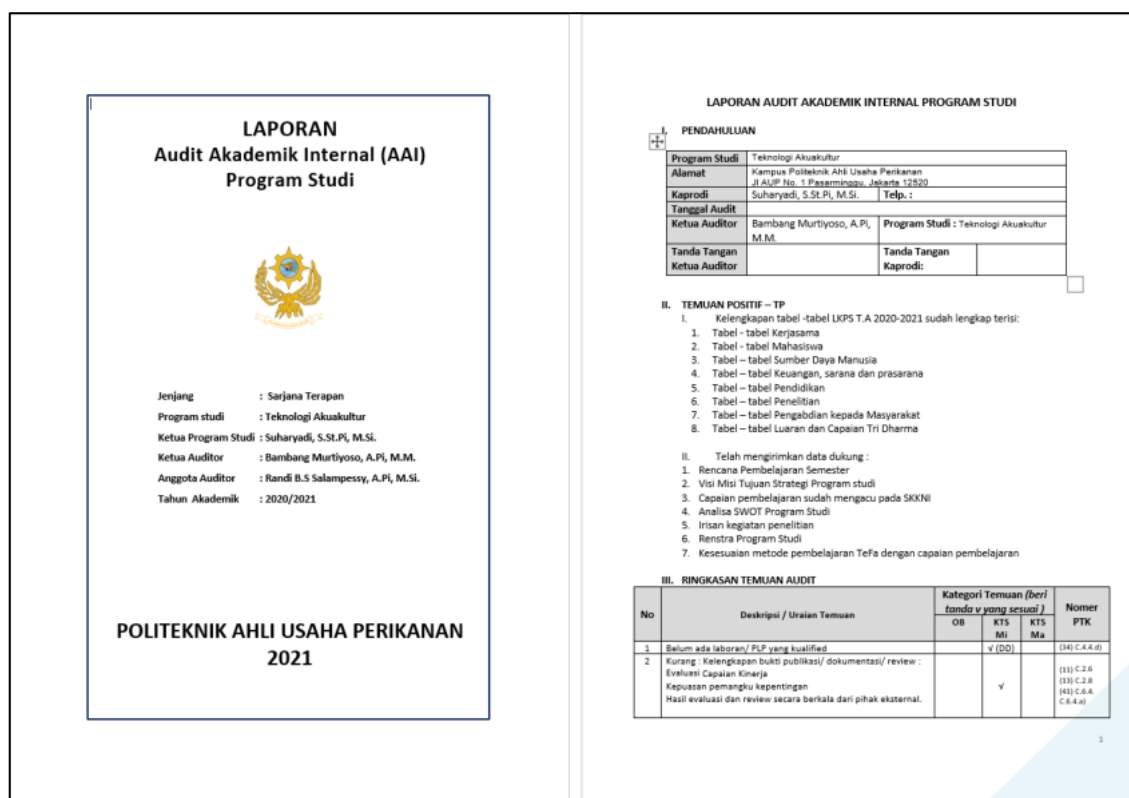 LAPORAN
Audit Akademik Internal (AAI)
Program Studi
Jenjang : Sarjana Terapan
Program studi : Teknologi Akuakultur
Ketua Program Studi : Suharyadi, S.St.Pi, M.Si.
Ketua Auditor : Bambang Murtiyoso, A.Pi, M.M.
Anggota Auditor : Randi B.S Salampessy, A.Pi, M.Si.
Tahun Akademik : 2020/2021
POLITEKNIK AHLI USAHA PERIKANAN
2021
LAPORAN AUDIT AKADEMIK INTERNAL PROGRAM STUDI
I. PENDAHULUAN
Program Studi Teknologi Akuakultur
Alamat Kampus Politeknik Ahli Usaha Perikanan
Jl AUP No. 1 Pasarminggu, Jakarta 12520
Kaprodi Suharyadi, S.St.Pi, M.Si. Telp. :
Tanggal Audit
Ketua Auditor Bambang Murtiyoso, A.Pi, Program Studi : Teknologi Akuakultur
M.M.
Tanda Tangan Tanda Tangan
Ketua Auditor Kaprodi:
II. TEMUAN POSITIF – TP
I. Kelengkapan tabel -tabel LKPS T.A 2020-2021 sudah lengkap terisi:
1. Tabel - tabel Kerjasama
2. Tabel - tabel Mahasiswa
3. Tabel – tabel Sumber Daya Manusia
4. Tabel – tabel Keuangan, sarana dan prasarana
5. Tabel – tabel Pendidikan
6. Tabel – tabel Penelitian
7. Tabel – tabel Pengabdian kepada Masyarakat
8. Tabel – tabel Luaran dan Capaian Tri Dharma
II. Telah mengirimkan data dukung :
1. Rencana Pembelajaran Semester
2. Visi Misi Tujuan Strategi Program studi
3. Capaian pembelajaran sudah mengacu pada SKKNI
4. Analisa SWOT Program Studi
5. Irisan kegiatan penelitian
6. Renstra Program Studi
7. Kesesuaian metode pembelajaran TeFa dengan capaian pembelajaran
III. RINGKASAN TEMUAN AUDIT
No Deskripsi / Uraian Temuan Kategori Temuan (beri tanda v yang sesuai ) Nomer PTK
OB KTS Mi KTS Ma
1 Belum ada laboran/ PLP yang kualified √ (DD) (34) C.4.4.d)
2 Kurang : Kelengkapan bukti publikasi/ dokumentasi/ review :
Evaluasi Capaian Kinerja
Kepuasan pemangku kepentingan
Hasil evaluasi dan review secara berkala dari pihak eksternal.
√
(11) C.2.6
(13) C.2.8
(41) C.6.4.
C.6.4.a)
1